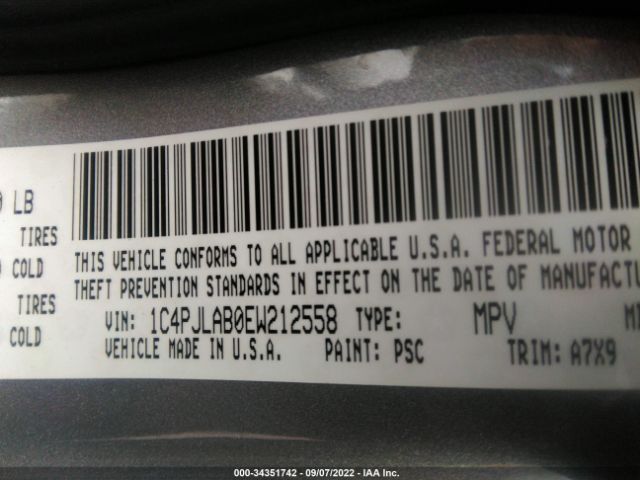 LB
TIRES
COLD
TIRES
COLD
THIS VEHICLE CONFORMS TO ALL APPLICABLE U.S.A. FEDERAL MOTOR
THEFT PREVENTION STANDARDS IN EFFECT ON THE DATE OF MANUFACTU
VIN: 1C4PJLAB0EW212558 TYPE: MPV
VEHICLE MADE IN U.S.A. PAINT: PSC TRIM: A7X9
000-34351742 - 09/07/2022 - IAA Inc.